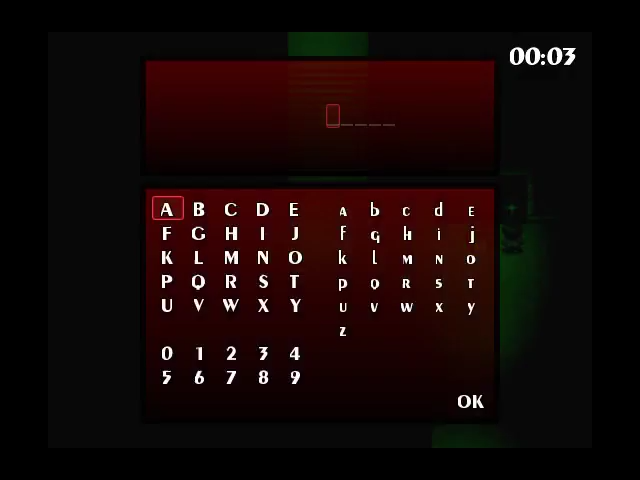 00:03
A B C D E A b c d E
F G H I J f g h i j
K L M N O k l M N o
P Q R S T p Q R s T
U V W X Y U v w x y
z
0 1 2 3 4
5 6 7 8 9
OK